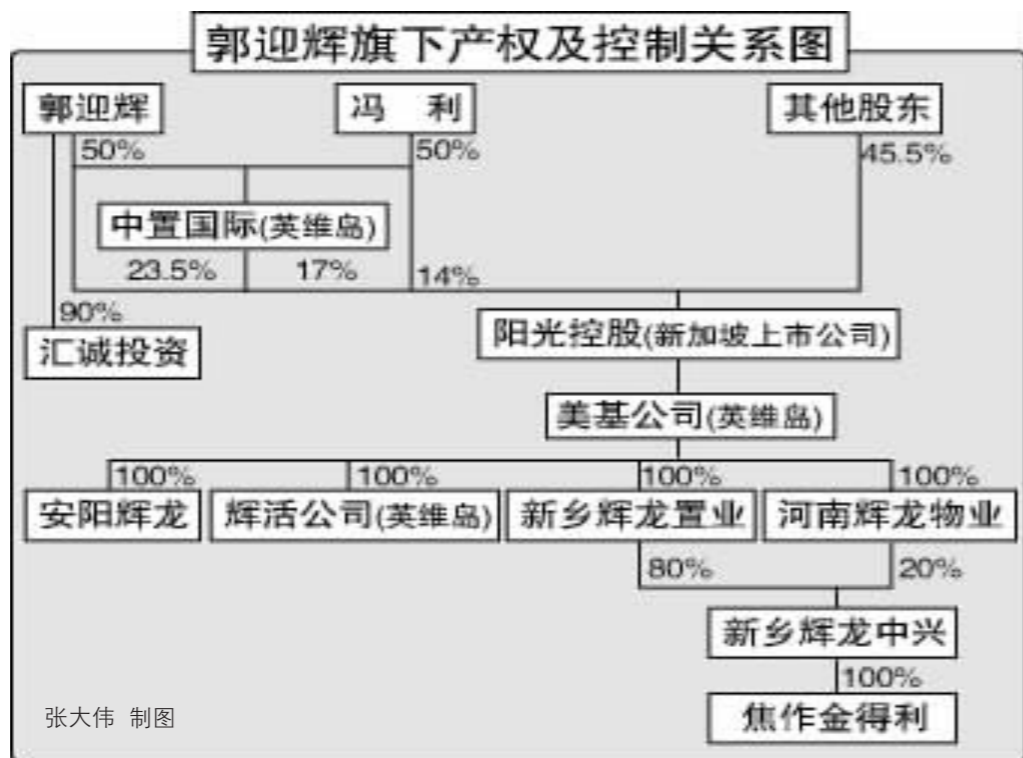 郭迎辉旗下产权及控制关系图
郭迎辉 冯 利 其他股东
50% 50% 45.5%
中置国际(英维岛)
23.5% 17% 14%
90%
汇诚投资
阳光控股(新加坡上市公司)
美基公司(英维岛)
100% 100% 100% 100%
安阳辉龙 辉活公司(英维岛) 新乡辉龙置业 河南辉龙物业
80% 20%
新乡辉龙中兴
100%
焦作金得利
张大伟 制图